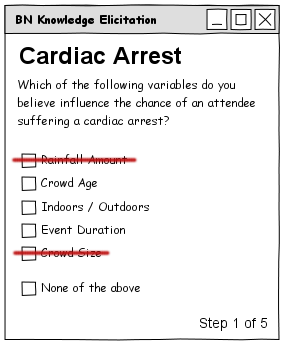 BN Knowledge Elicitation
Cardiac Arrest
Which of the following variables do you
believe influence the chance of an attendee
suffering a cardiac arrest?
Rainfall Amount
Crowd Age
Indoors / Outdoors
Event Duration
Crowd Size
None of the above
Step 1 of 5